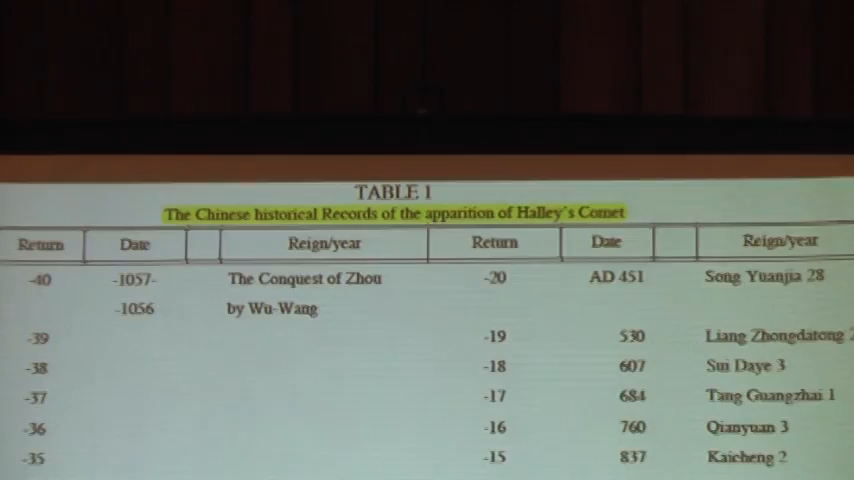 TABLE 1
The Chinese historical Records of the apparition of Halley's Comet
Return Date Reign/year Return Date Reign/year
-40 -1057- The Conquest of Zhou -20 AD 451 Song Yuanjia 28
-1056 by Wu-Wang
-39 -19 530 Liang Zhongdatong
-38 -18 607 Sui Daye 3
-37 -17 684 Tang Guangzhai 1
-36 -16 760 Qianyuan 3
-35 -15 837 Kaicheng 2